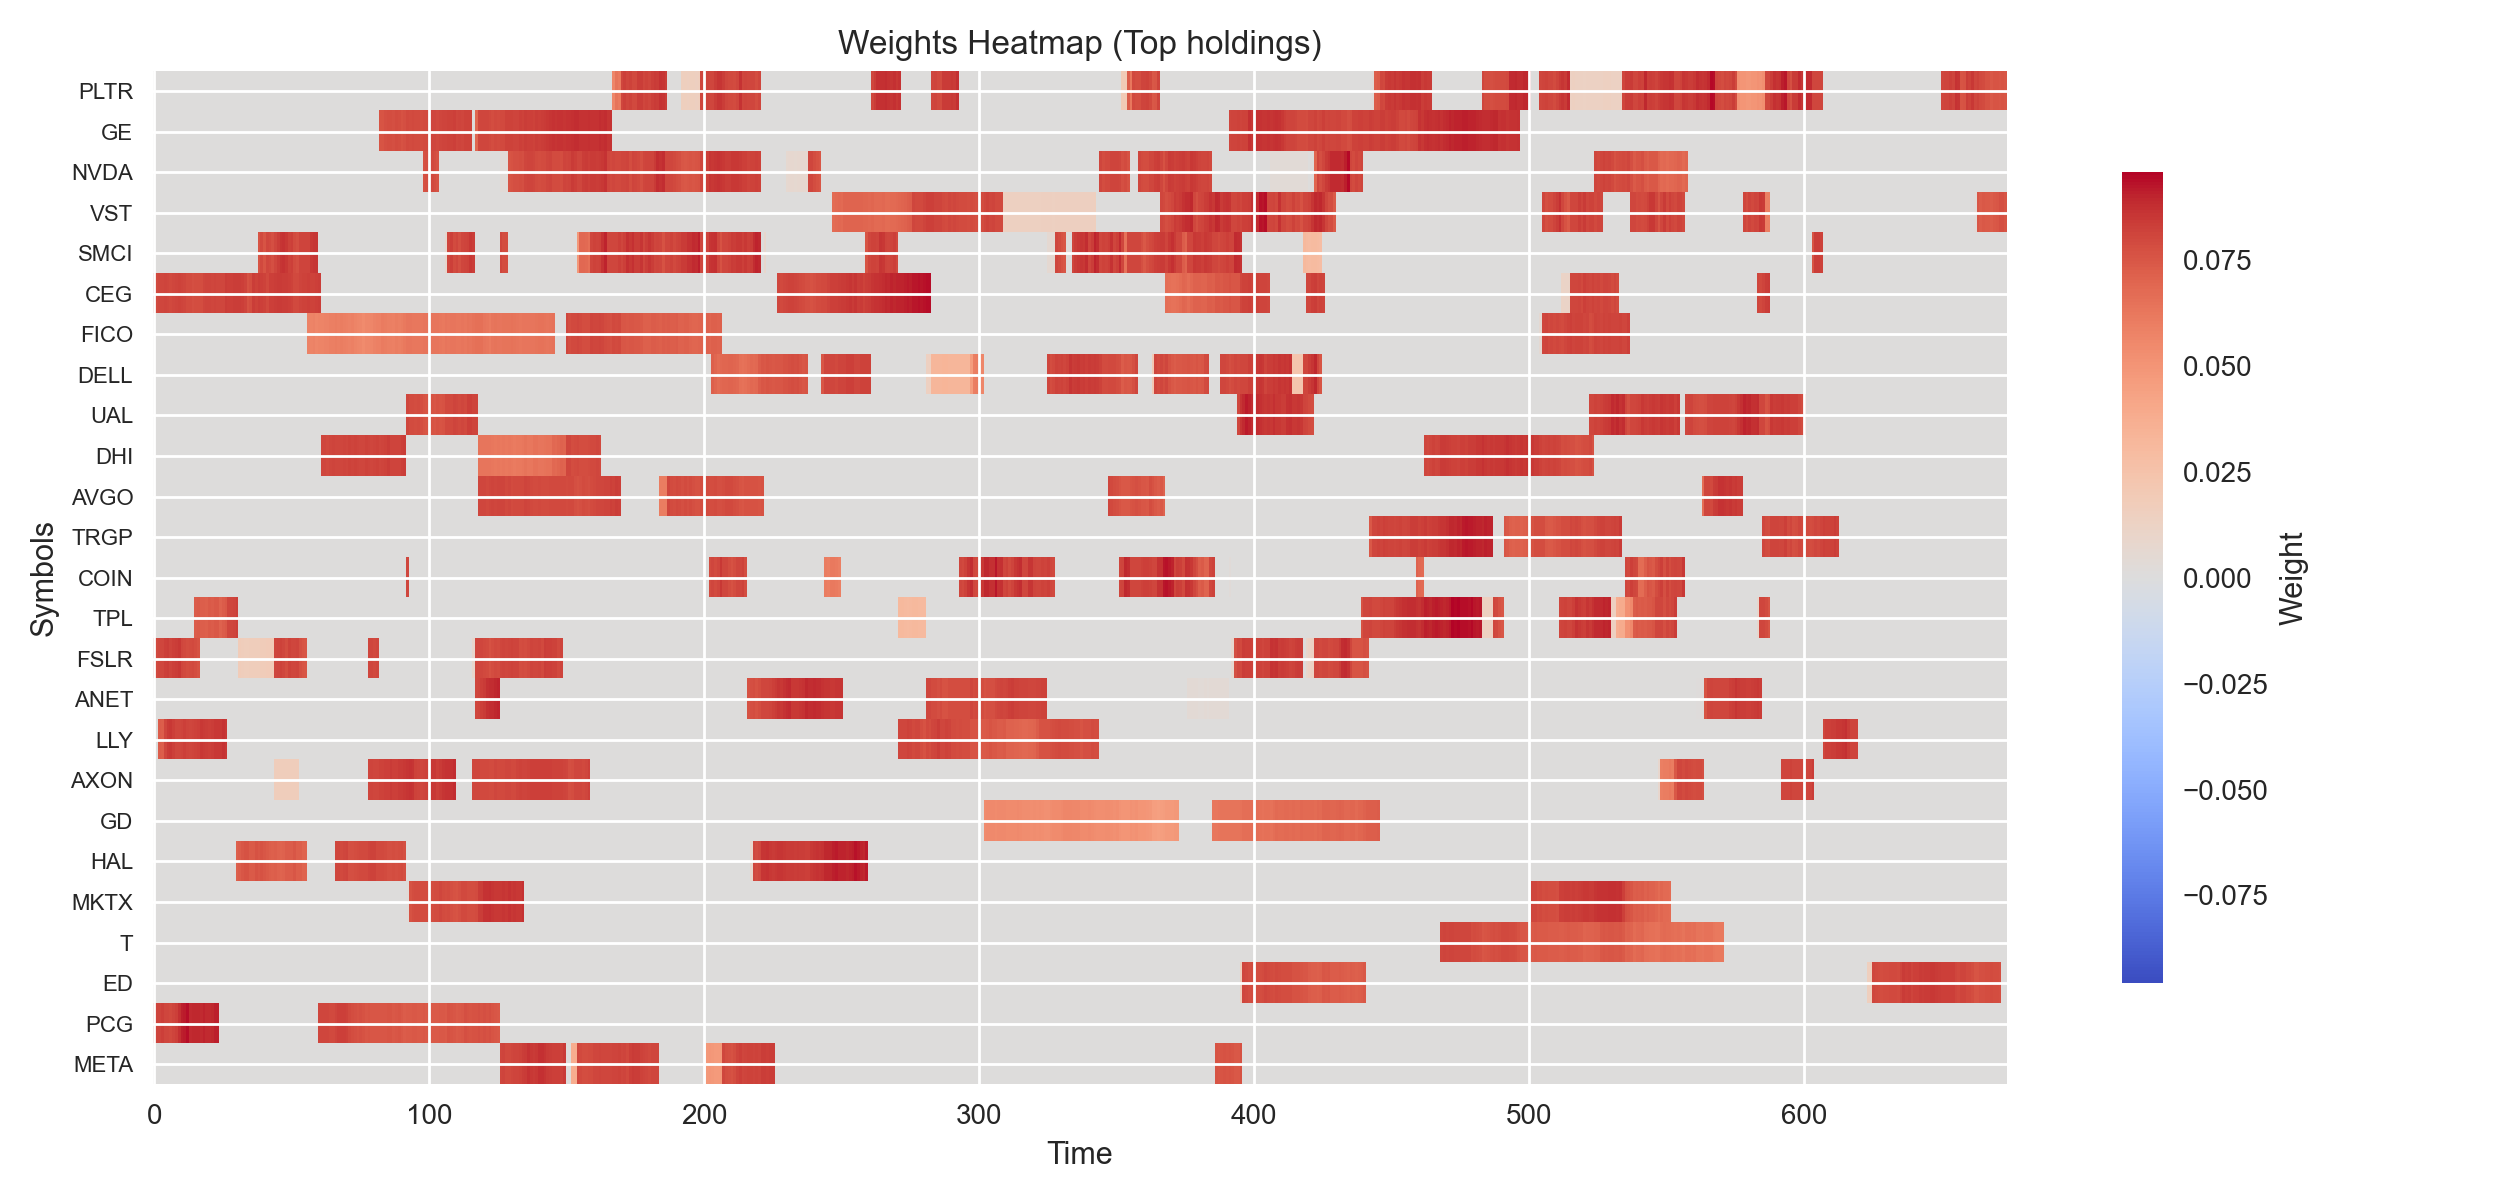 Weights Heatmap (Top holdings)
Symbols
PLTR
GE
NVDA
VST
SMCI
CEG
FICO
DELL
UAL
DHI
AVGO
TRGP
COIN
TPL
FSLR
ANET
LLY
AXON
GD
HAL
MKTX
T
ED
PCG
META
0 100 200 300 400 500 600
Time
0.075
0.050
0.025
0.000
−0.025
−0.050
−0.075
Weight